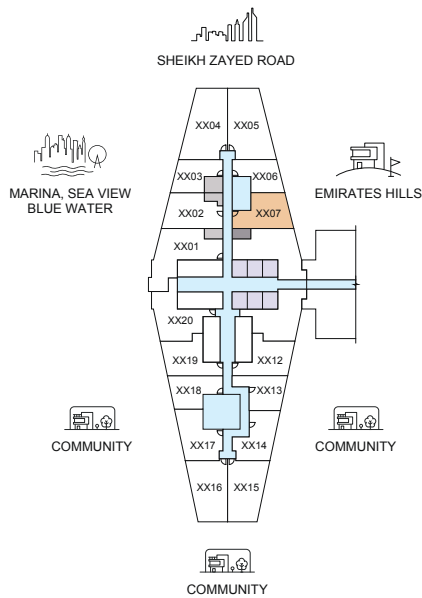 SHEIKH ZAYED ROAD
XX04
XX05
MARINA, SEA VIEW
BLUE WATER
EMIRATES HILLS
XX03
XX06
XX02
XX07
XX01
XX20
XX19
XX12
XX18
XX13
COMMUNITY
COMMUNITY
XX17
XX14
XX16
XX15
COMMUNITY